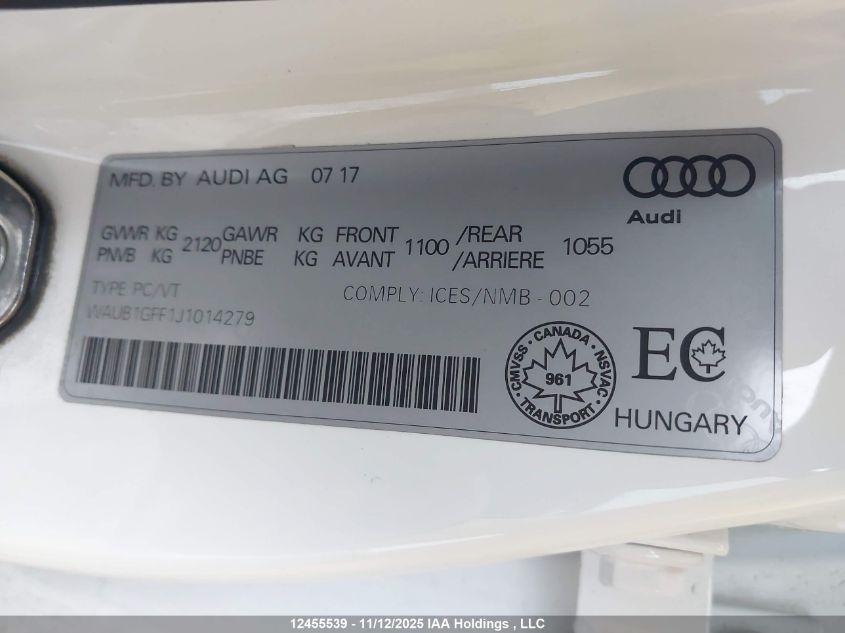 MFD. BY AUDI AG 07 17
Audi
GVWR KG 2120 GAWR KG FRONT 1100 /REAR 1055
PNVB KG PNBE KG AVANT /ARRIERE
TYPE PC/VT
COMPLY: ICES/NMB - 002
WAUB1GFF1J1014279
CMVSS - CANADA - NSVAC
961
TRANSPORT
EC
HUNGARY
12455539 - 11/12/2025 IAA Holdings , LLC